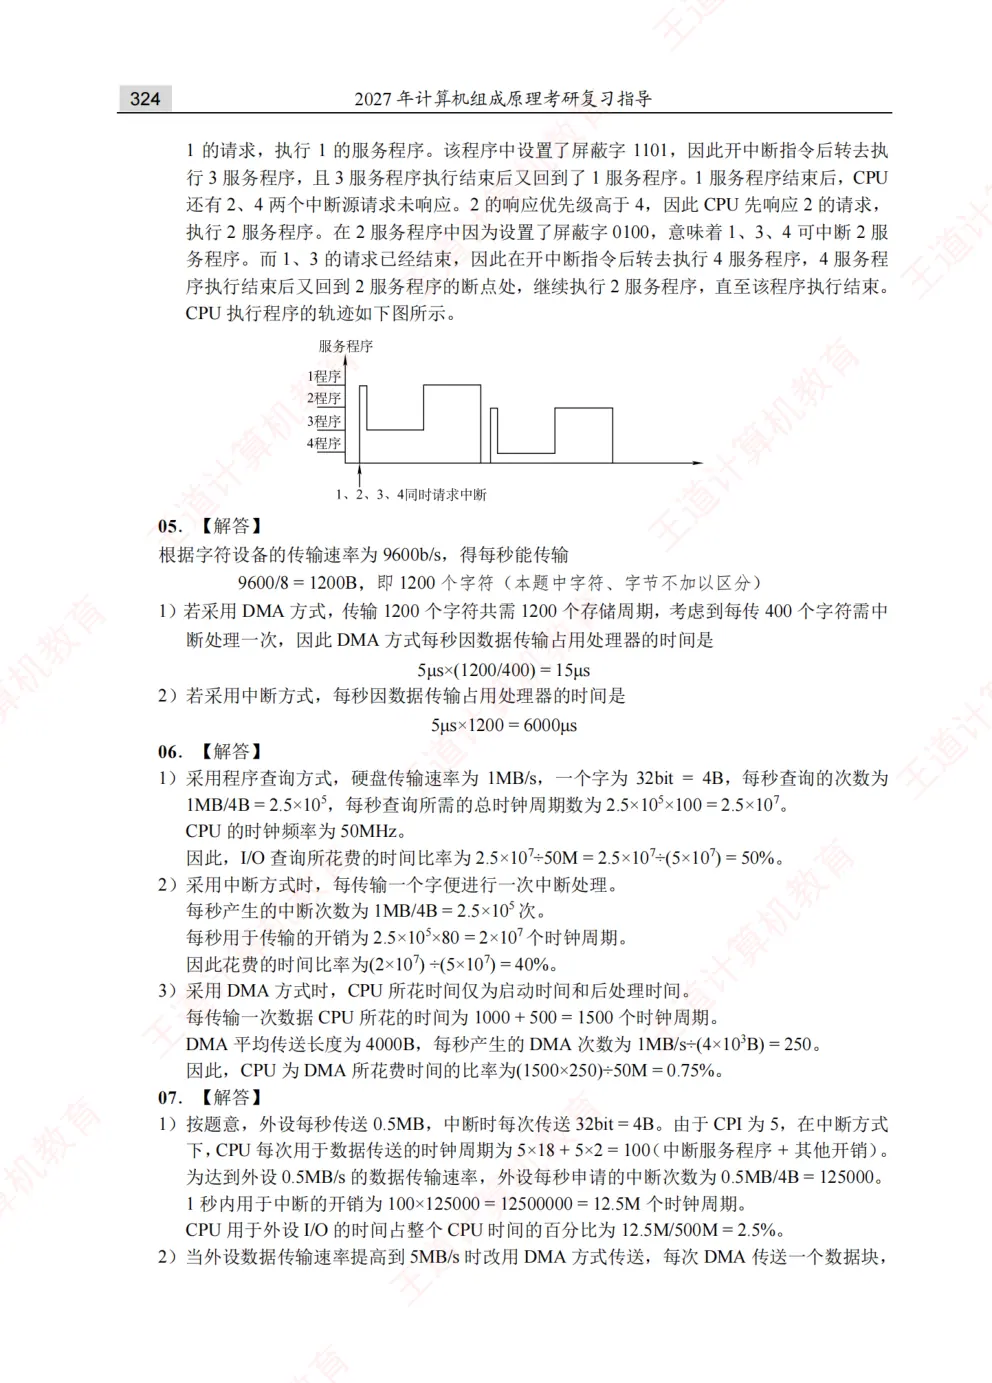 324
2027 年计算机组成原理考研复习指导
1 的请求，执行 1 的服务程序。该程序中设置了屏蔽字 1101，因此开中断指令后转去执
行 3 服务程序，且 3 服务程序执行结束后又回到了 1 服务程序。1 服务程序结束后，CPU
还有 2、4 两个中断源请求未响应。2 的响应优先级高于 4，因此 CPU 先响应 2 的请求，
执行 2 服务程序。在 2 服务程序中因为设置了屏蔽字 0100，意味着 1、3、4 可中断 2 服
务程序。而 1、3 的请求已经结束，因此在开中断指令后转去执行 4 服务程序，4 服务程
序执行结束后又回到 2 服务程序的断点处，继续执行 2 服务程序，直至该程序执行结束。
CPU 执行程序的轨迹如下图所示。
服务程序
1程序
2程序
3程序
4程序
1、2、3、4同时请求中断
05. 【解答】
根据字符设备的传输速率为 9600b/s，得每秒能传输
9600/8 = 1200B，即 1200 个字符（本题中字符、字节不加以区分）
1）若采用 DMA 方式，传输 1200 个字符共需 1200 个存储周期，考虑到每传 400 个字符需中
断处理一次，因此 DMA 方式每秒因数据传输占用处理器的时间是
5μs×(1200/400) = 15μs
2）若采用中断方式，每秒因数据传输占用处理器的时间是
5μs×1200 = 6000μs
06. 【解答】
1）采用程序查询方式，硬盘传输速率为 1MB/s，一个字为 32bit = 4B，每秒查询的次数为
1MB/4B = 2.5×10⁵，每秒查询所需的总时钟周期数为 2.5×10⁵×100 = 2.5×10⁷。
CPU 的时钟频率为 50MHz。
因此，I/O 查询所花费的时间比率为 2.5×10⁷÷50M = 2.5×10⁷÷(5×10⁷) = 50%。
2）采用中断方式时，每传输一个字便进行一次中断处理。
每秒产生的中断次数为 1MB/4B = 2.5×10⁵ 次。
每秒用于传输的开销为 2.5×10⁵×80 = 2×10⁷ 个时钟周期。
因此花费的时间比率为(2×10⁷) ÷(5×10⁷) = 40%。
3）采用 DMA 方式时，CPU 所花时间仅为启动时间和后处理时间。
每传输一次数据 CPU 所花的时间为 1000 + 500 = 1500 个时钟周期。
DMA 平均传送长度为 4000B，每秒产生的 DMA 次数为 1MB/s÷(4×10³B) = 250。
因此，CPU 为 DMA 所花费时间的比率为(1500×250)÷50M = 0.75%。
07. 【解答】
1）按题意，外设每秒传送 0.5MB，中断时每次传送 32bit = 4B。由于 CPI 为 5，在中断方式
下，CPU 每次用于数据传送的时钟周期为 5×18 + 5×2 = 100（中断服务程序 + 其他开销）。
为达到外设 0.5MB/s 的数据传输速率，外设每秒申请的中断次数为 0.5MB/4B = 125000。
1 秒内用于中断的开销为 100×125000 = 12500000 = 12.5M 个时钟周期。
CPU 用于外设 I/O 的时间占整个 CPU 时间的百分比为 12.5M/500M = 2.5%。
2）当外设数据传输速率提高到 5MB/s 时改用 DMA 方式传送，每次 DMA 传送一个数据块，
王道计算机教育